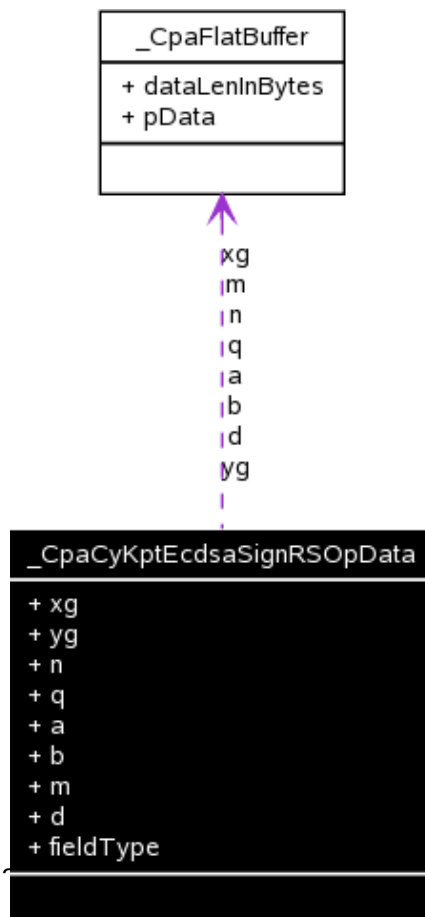 _CpaFlatBuffer
+ dataLenInBytes
+ pData
xg
m
n
q
a
b
d
yg
_CpaCyKptEcdsaSignRSOpData
+ xg
+ yg
+ n
+ q
+ a
+ b
+ m
+ d
+ fieldType